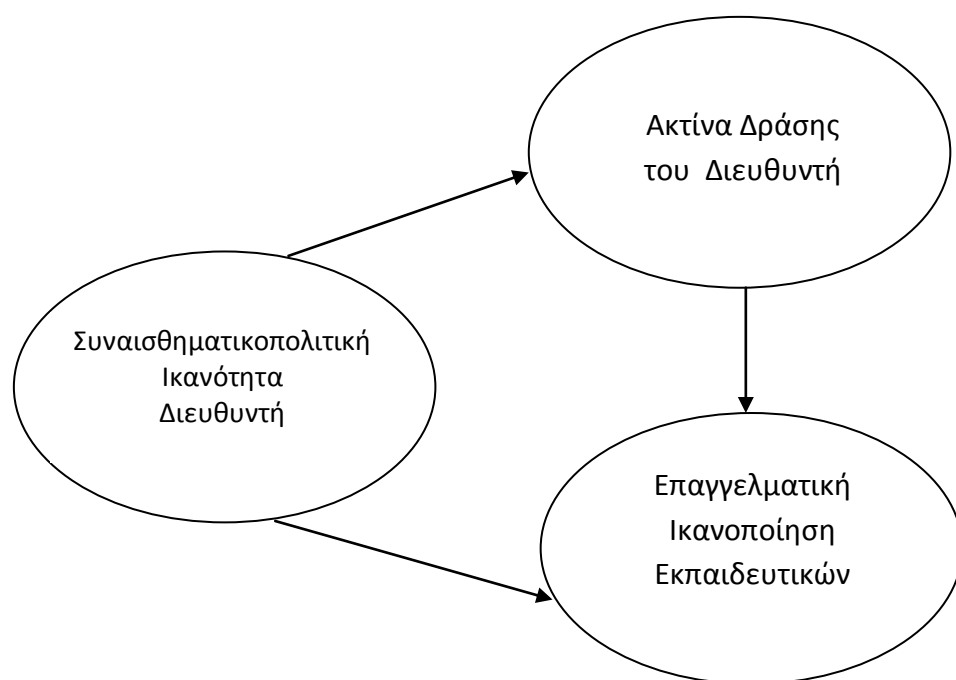 Ακτίνα Δράσης
του Διευθυντή
Συναισθηματικοπολιτική
Ικανότητα
Διευθυντή
Επαγγελματική
Ικανοποίηση
Εκπαιδευτικών